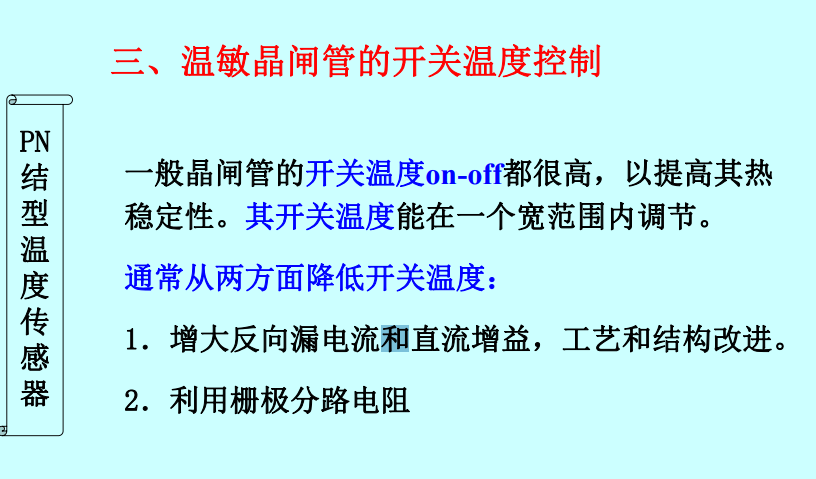 三、温敏晶闸管的开关温度控制
PN
结
型
温
度
传
感
器
一般晶闸管的开关温度on-off都很高，以提高其热
稳定性。其开关温度能在一个宽范围内调节。
通常从两方面降低开关温度：
1．增大反向漏电流和直流增益，工艺和结构改进。
2．利用栅极分路电阻